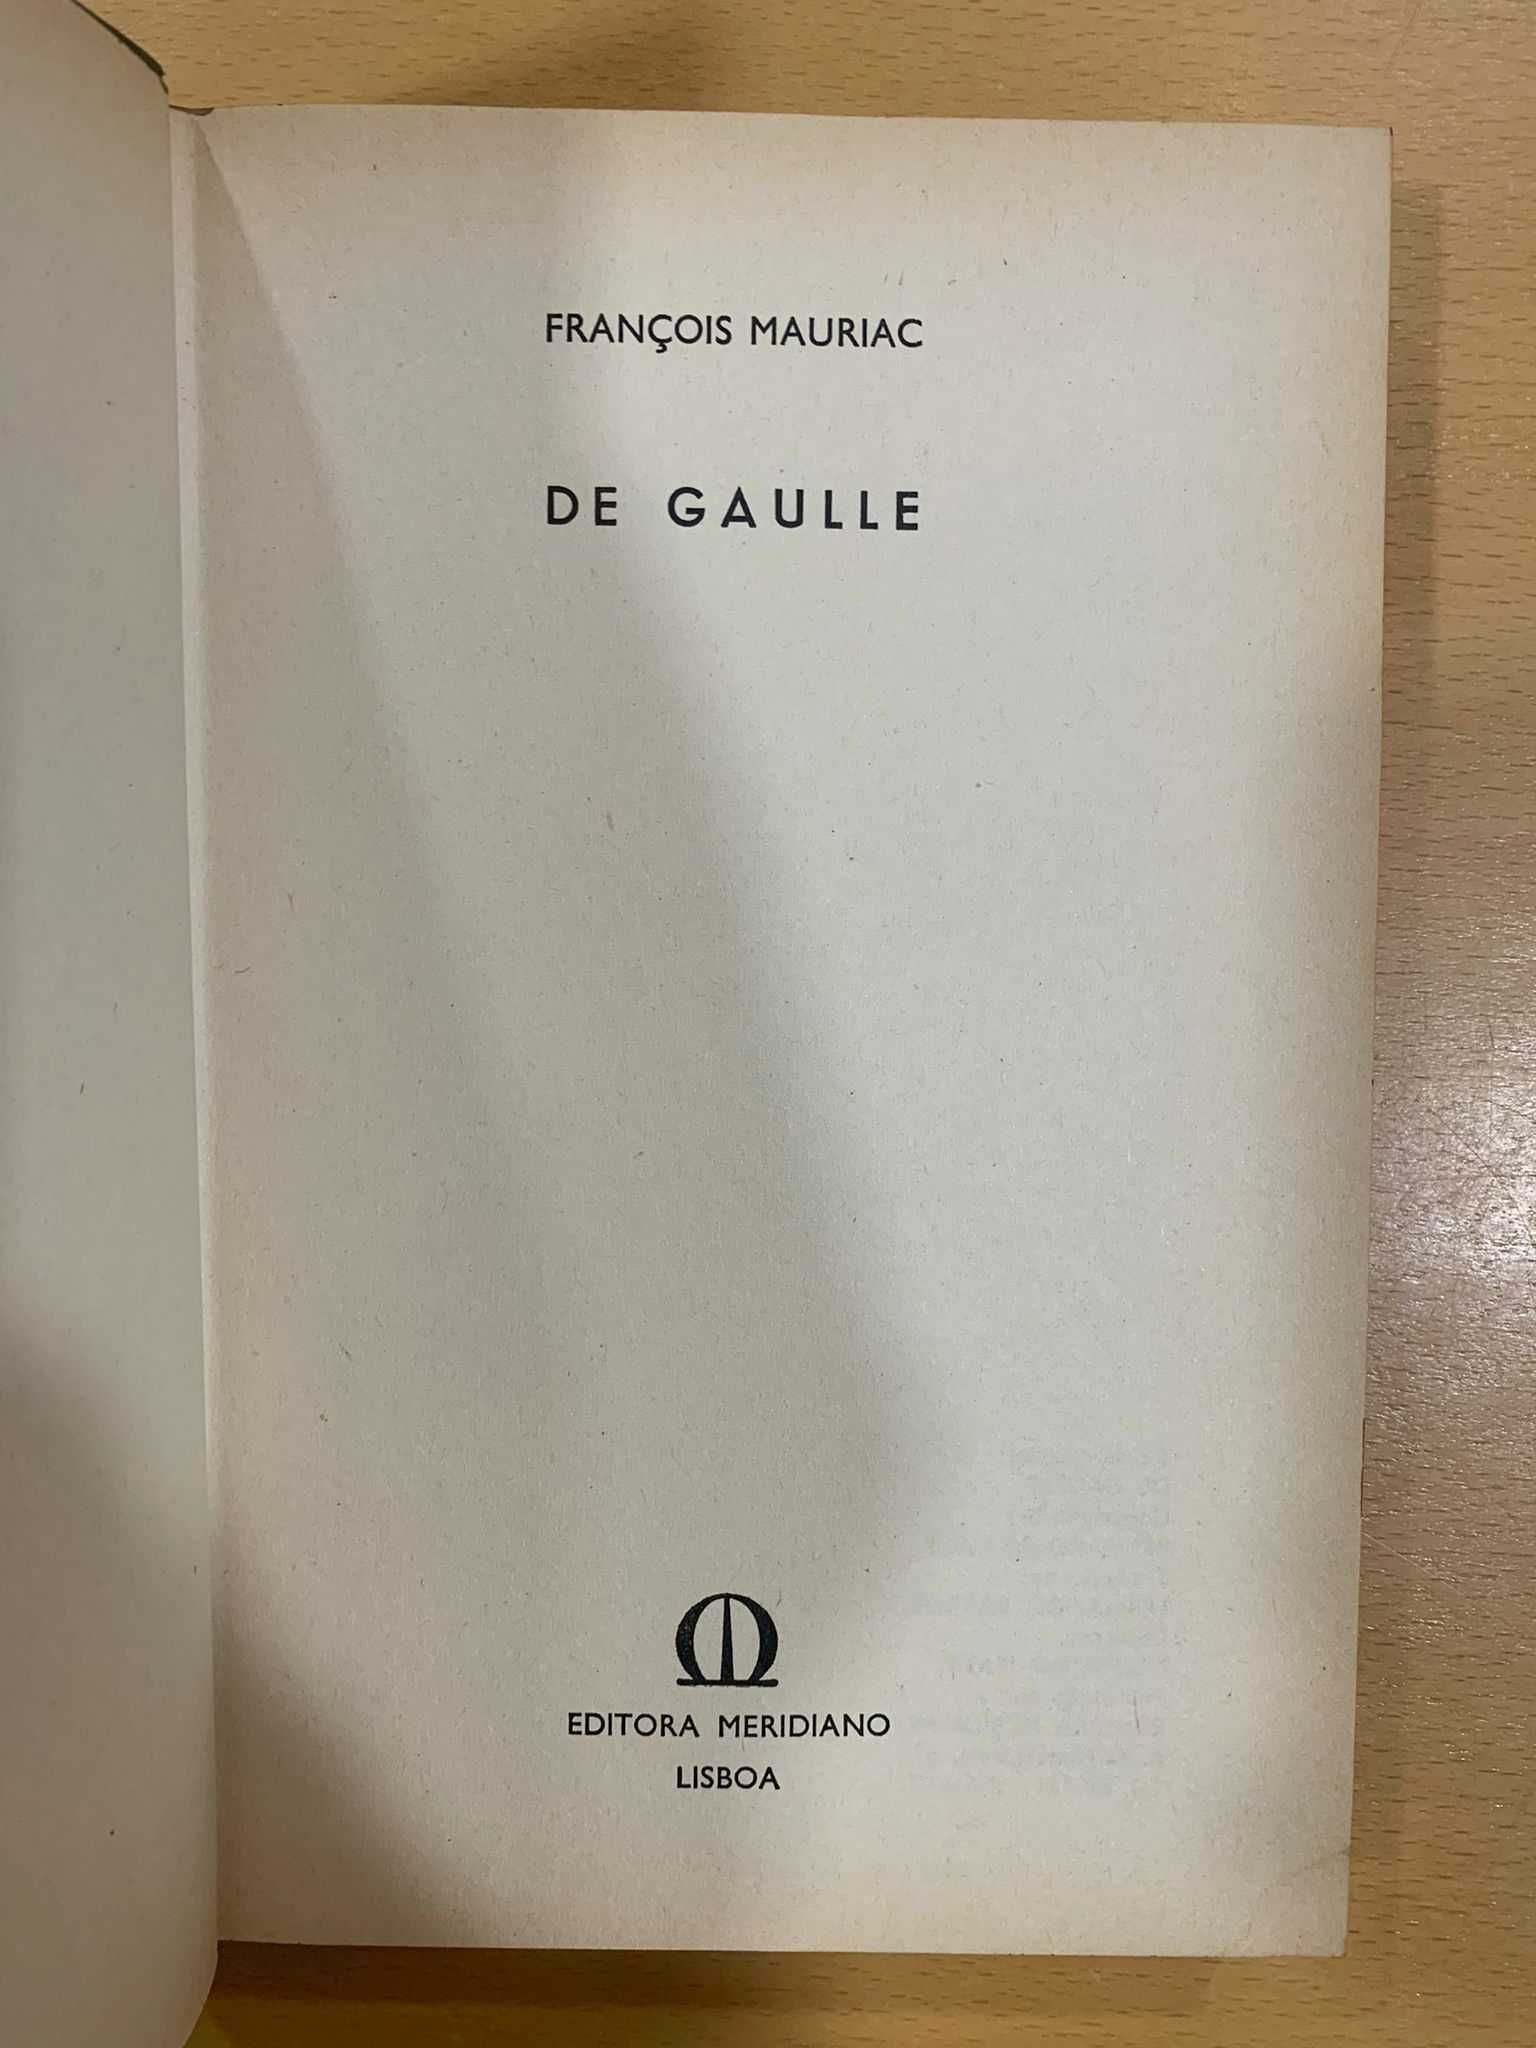 FRANÇOIS MAURIAC
DE GAULLE
EDITORA MERIDIANO
LISBOA